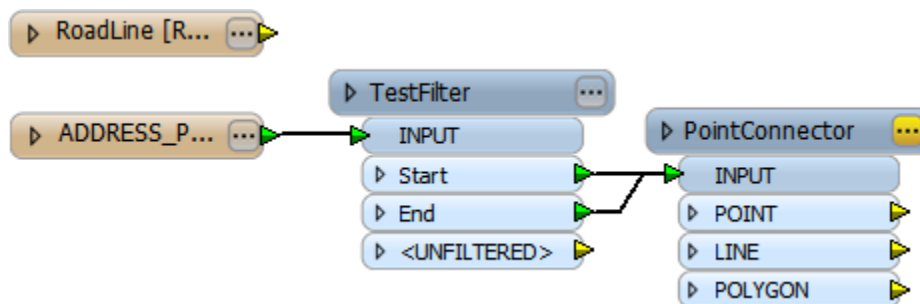 RoadLine [R...
ADDRESS_P...
TestFilter
INPUT
Start
End
<UNFILTERED>
PointConnector
INPUT
POINT
LINE
POLYGON